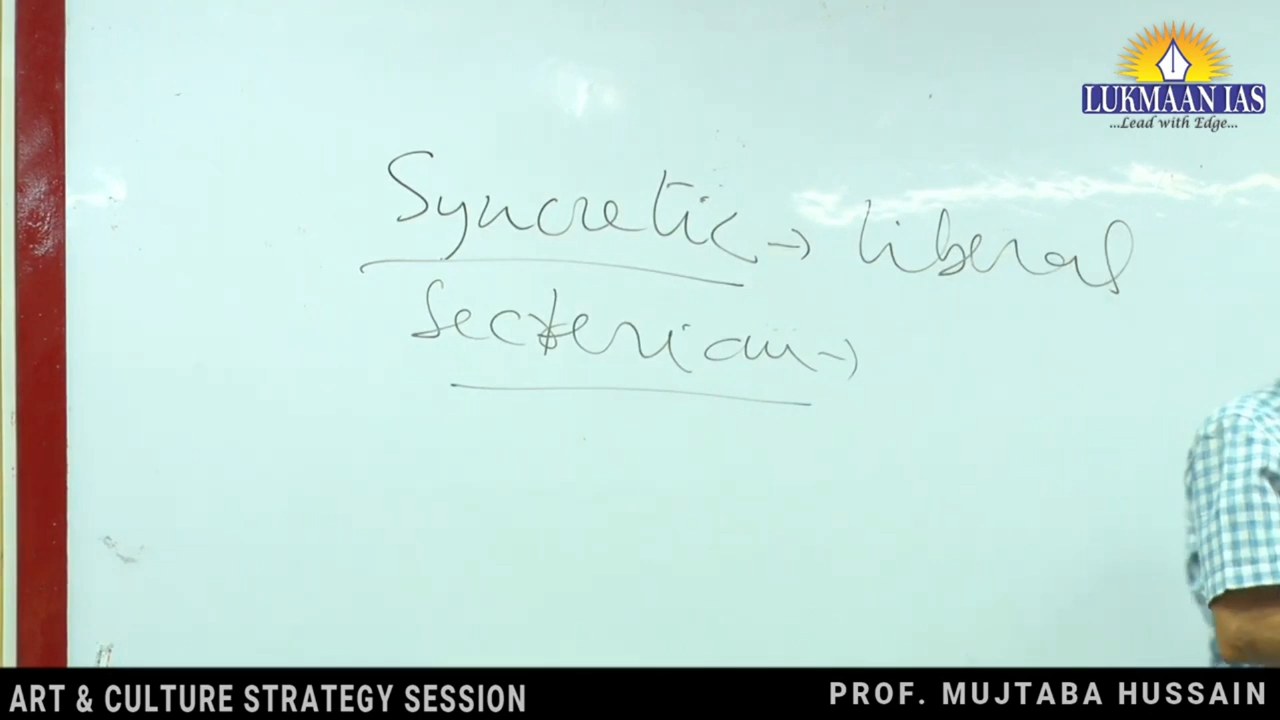 LUKMAAN IAS
...Lead with Edge...
Syncretic → liberal
Secterian →
ART & CULTURE STRATEGY SESSION
PROF. MUJTABA HUSSAIN